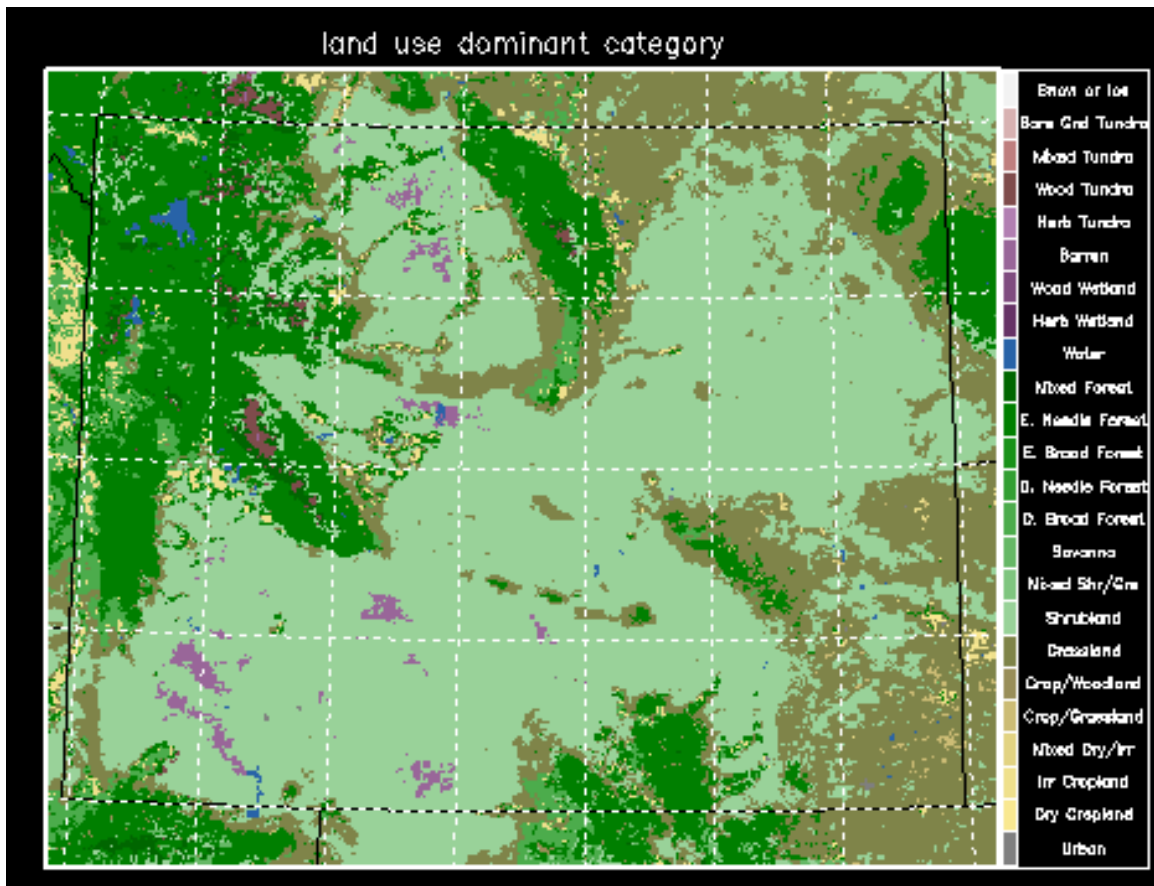 land use dominant category
Snow or Ice
Bare Gnd Tundra
Mixed Tundra
Wood Tundra
Herb Tundra
Barren
Wood Wetland
Herb Wetland
Water
Mixed Forest
E. Needle Forest
E. Broad Forest
D. Needle Forest
D. Broad Forest
Savanna
Mixed Shr/Grs
Shrubland
Grassland
Crop/Woodland
Crop/Grassland
Mixed Dry/Irr
Irr Cropland
Dry Cropland
Urban